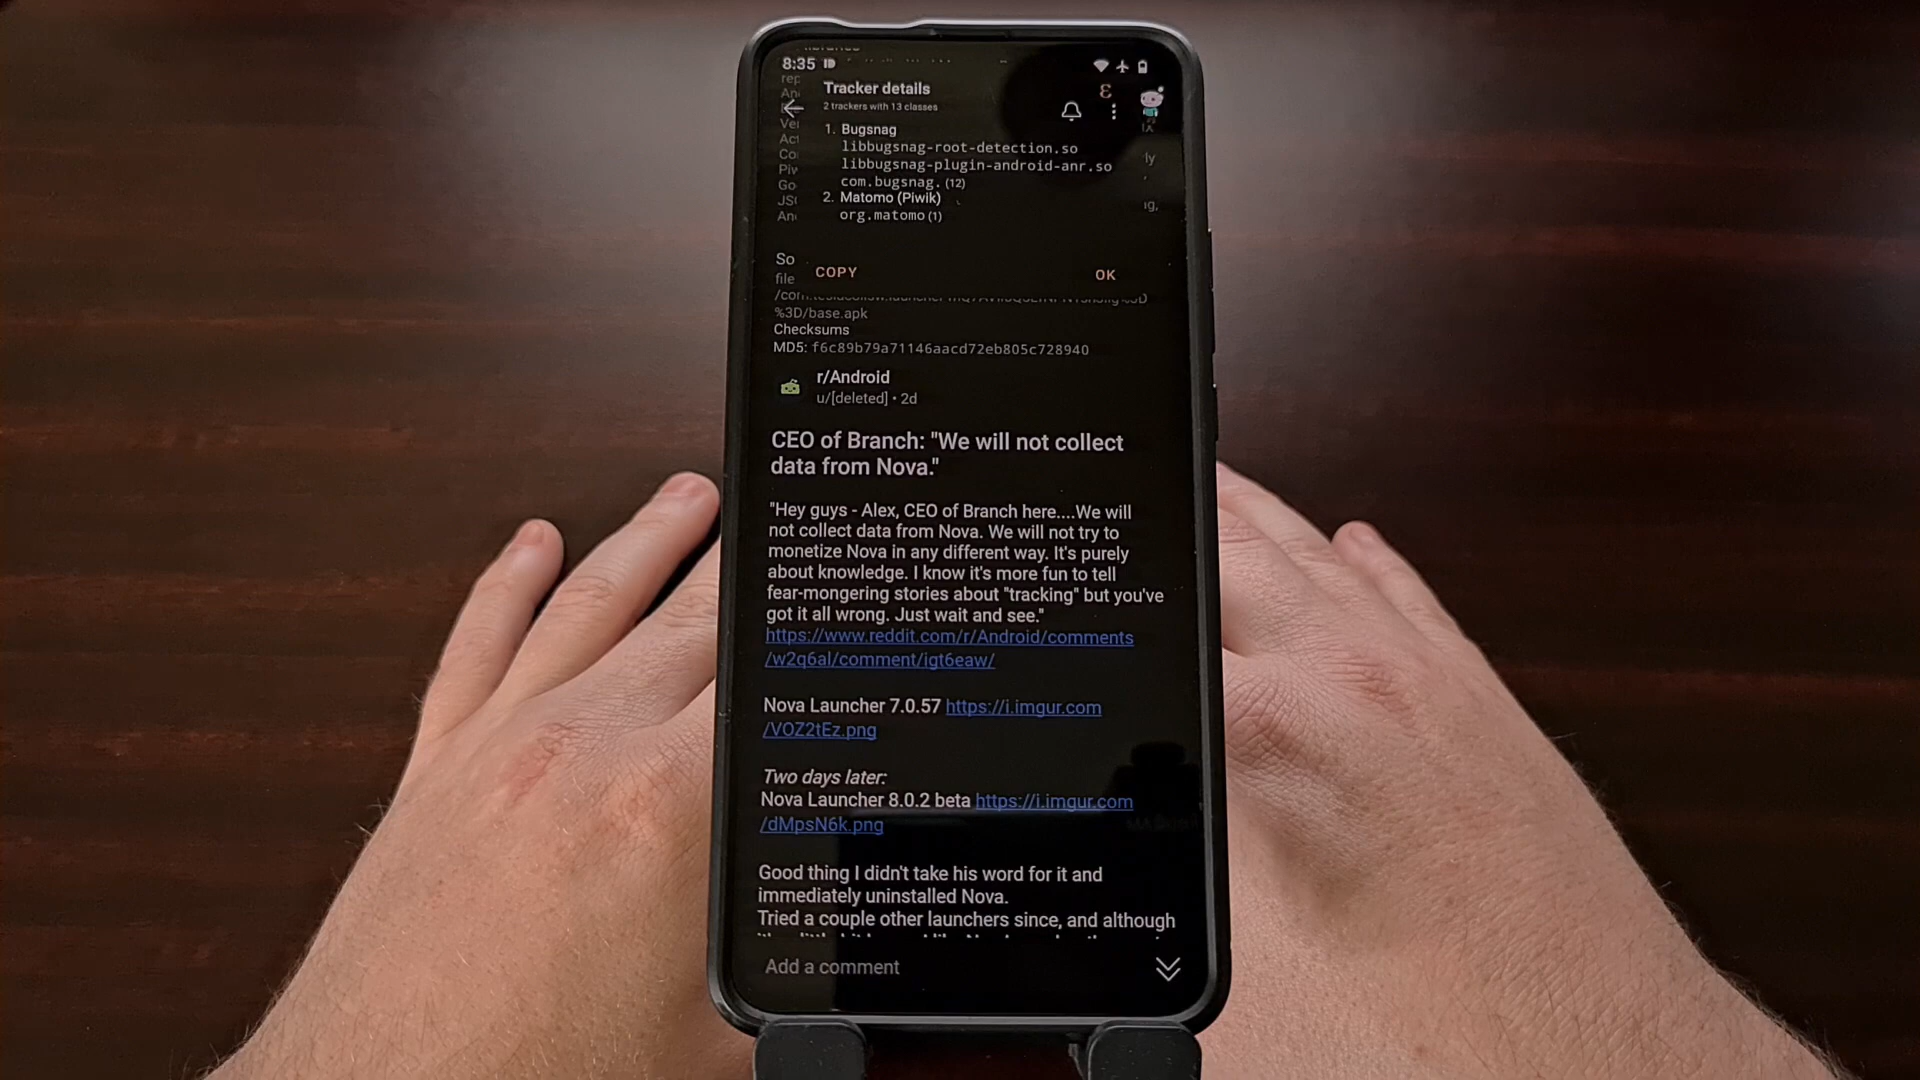 8:35
Tracker details
2 trackers with 13 classes
1. Bugsnag
libbugsnag-root-detection.so
libbugsnag-plugin-android-anr.so
com.bugsnag. (12)
2. Matomo (Piwik)
org.matomo (1)
So
COPY
OK
file
%3D/base.apk
Checksums
MD5: f6c89b79a71146aacd72eb805c728940
r/Android
u/[deleted] • 2d
CEO of Branch: "We will not collect
data from Nova."
"Hey guys - Alex, CEO of Branch here....We will
not collect data from Nova. We will not try to
monetize Nova in any different way. It's purely
about knowledge. I know it's more fun to tell
fear-mongering stories about "tracking" but you've
got it all wrong. Just wait and see."
https://www.reddit.com/r/Android/comments
/w2q6al/comment/igt6eaw/
Nova Launcher 7.0.57 https://i.imgur.com
/VOZ2tEz.png
Two days later:
Nova Launcher 8.0.2 beta https://i.imgur.com
/dMpsN6k.png
Good thing I didn't take his word for it and
immediately uninstalled Nova.
Tried a couple other launchers since, and although
Add a comment